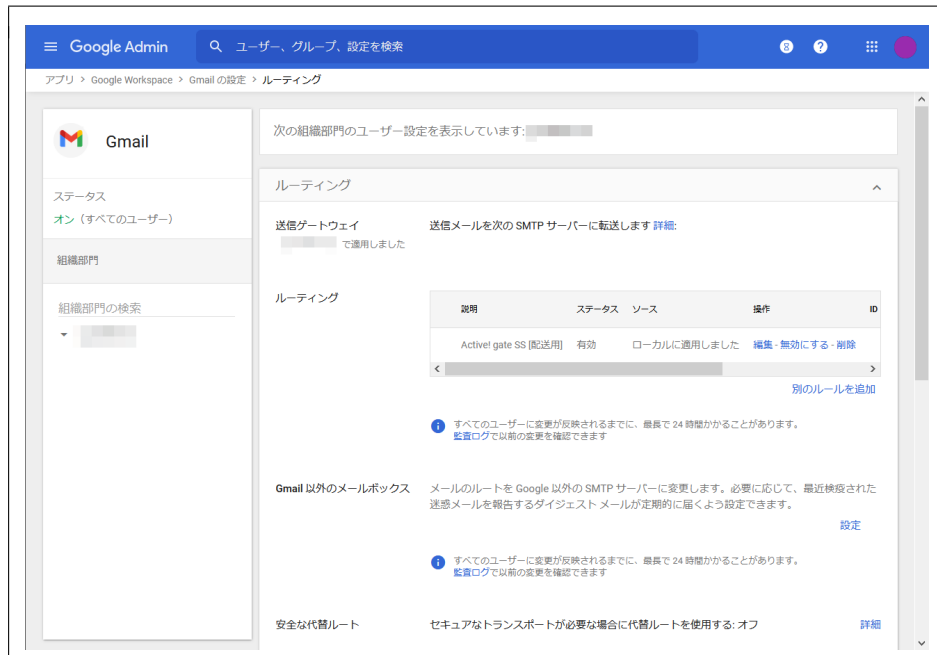 Google Admin
ユーザー、グループ、設定を検索
アプリ > Google Workspace > Gmail の設定 > ルーティング
Gmail
ステータス
オン（すべてのユーザー）
組織部門
組織部門の検索
次の組織部門のユーザー設定を表示しています:
ルーティング
送信ゲートウェイ
で適用しました
送信メールを次の SMTP サーバーに転送します 詳細:
ルーティング
説明 ステータス ソース 操作 ID
Active! gate SS [配送用] 有効 ローカルに適用しました 編集 - 無効にする - 削除
別のルールを追加
すべてのユーザーに変更が反映されるまでに、最長で 24 時間かかることがあります。
監査ログで以前の変更を確認できます
Gmail 以外のメールボックス
メールのルートを Google 以外の SMTP サーバーに変更します。必要に応じて、最近検疫された
迷惑メールを報告するダイジェスト メールが定期的に届くよう設定できます。
設定
すべてのユーザーに変更が反映されるまでに、最長で 24 時間かかることがあります。
監査ログで以前の変更を確認できます
安全な代替ルート
セキュアなトランスポートが必要な場合に代替ルートを使用する: オフ
詳細